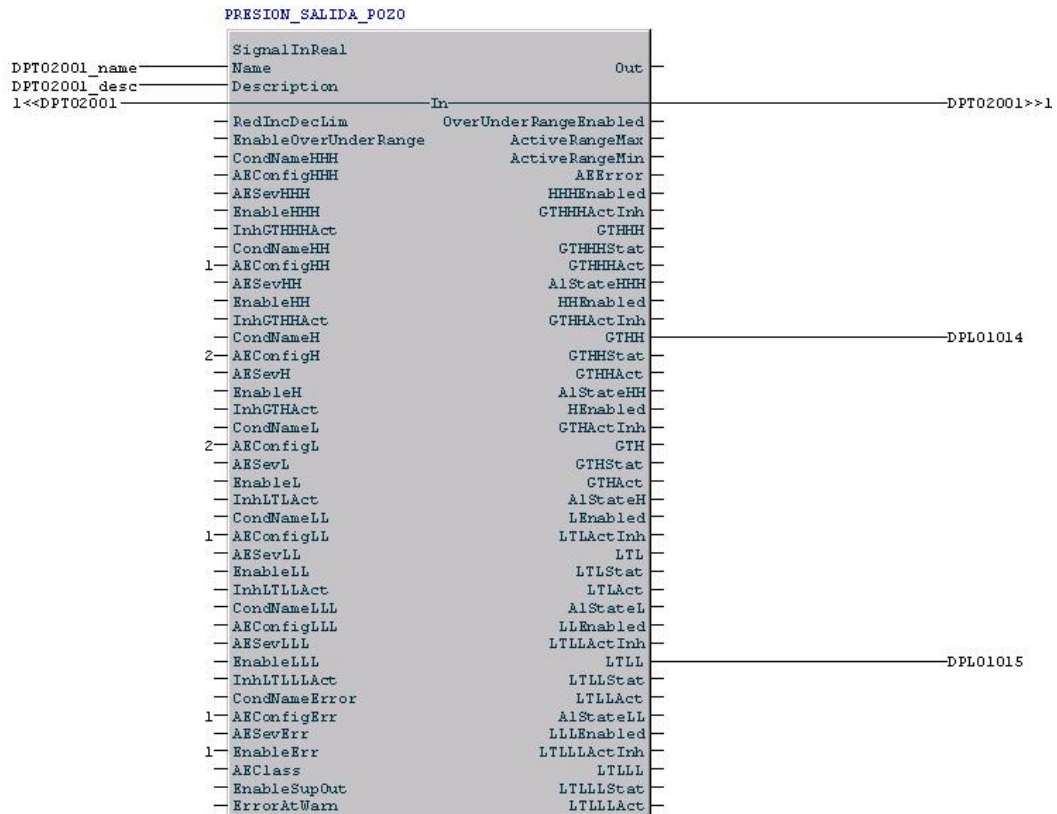 PRESION_SALIDA_POZO
SignalInReal
DPT02001_name Name Out
DPT02001_desc Description
1<<DPT02001 In DPT02001>>1
RedIncDecLim OverUnderRangeEnabled
EnableOverUnderRange ActiveRangeMax
CondNameHHH ActiveRangeMin
AEConfigHHH AEError
AESevHHH HHHEnabled
EnableHHH GTHHHActInh
InhGTHHHAct GTHHH
CondNameHH GTHHHStat
1 AEConfigHH GTHHHAct
AESevHH AlStateHHH
EnableHH HHEnabled
InhGTHHAct GTHHActInh
CondNameH GTHH DPL01014
2 AEConfigH GTHHStat
AESevH GTHHAct
EnableH AlStateHH
InhGTHAct HEnabled
CondNameL GTHActInh
2 AEConfigL GTH
AESevL GTHStat
EnableL GTHAct
InhLTLAct AlStateH
CondNameLL LEnabled
1 AEConfigLL LTLActInh
AESevLL LTL
EnableLL LTLStat
InhLTLLAct LTLAct
CondNameLLL AlStateL
AEConfigLLL LLEnabled
AESevLLL LTLLActInh
EnableLLL LTLL DPL01015
InhLTLLLAct LTLLStat
CondNameError LTLLAct
1 AEConfigErr AlStateLL
AESevErr LLLEnabled
1 EnableErr LTLLLActInh
AEClass LTLLL
EnableSupOut LTLLLStat
ErrorAtWarn LTLLLAct